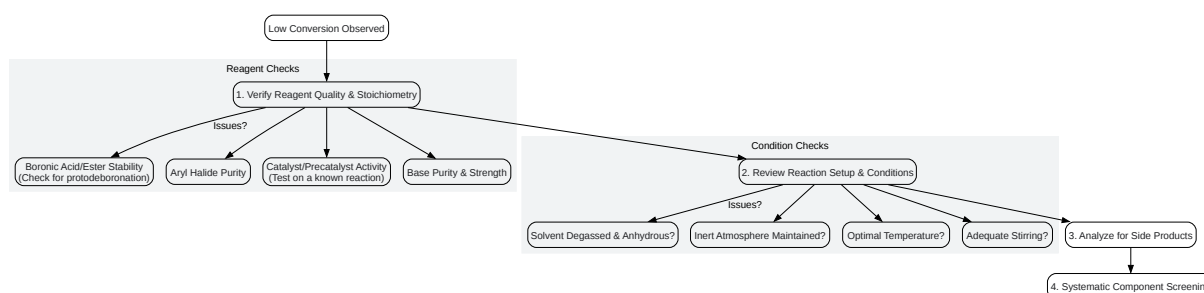 Low Conversion Observed
Reagent Checks
1. Verify Reagent Quality & Stoichiometry
Issues?
Boronic Acid/Ester Stability
(Check for protodeboronation)
Aryl Halide Purity
Catalyst/Precatalyst Activity
(Test on a known reaction)
Base Purity & Strength
Condition Checks
2. Review Reaction Setup & Conditions
Issues?
Solvent Degassed & Anhydrous?
Inert Atmosphere Maintained?
Optimal Temperature?
Adequate Stirring?
3. Analyze for Side Products
4. Systematic Component Screenin